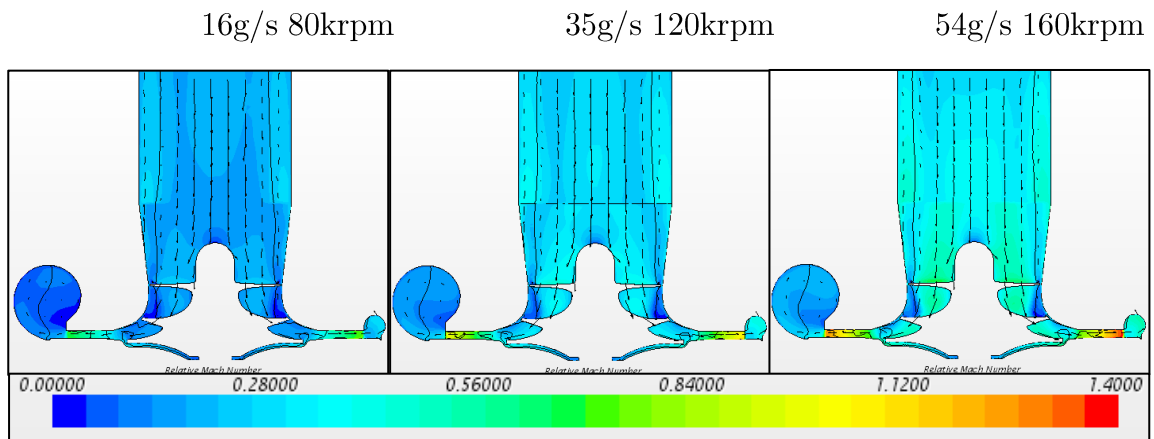 16g/s 80krpm 35g/s 120krpm 54g/s 160krpm
Relative Mach Number Relative Mach Number Relative Mach Number
0.00000 0.28000 0.56000 0.84000 1.1200 1.4000